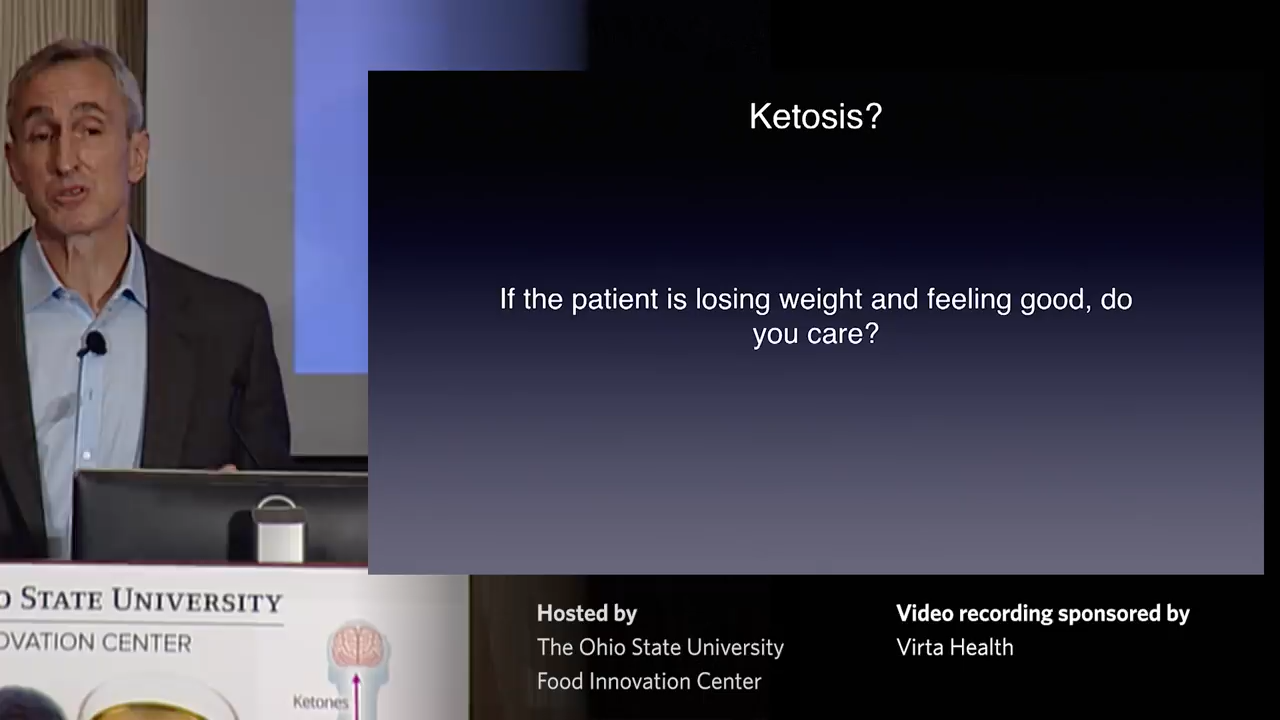 Ketosis?
If the patient is losing weight and feeling good, do
you care?
STATE UNIVERSITY
CENTER
Ketones
Hosted by
The Ohio State University
Food Innovation Center
Video recording sponsored by
Virta Health